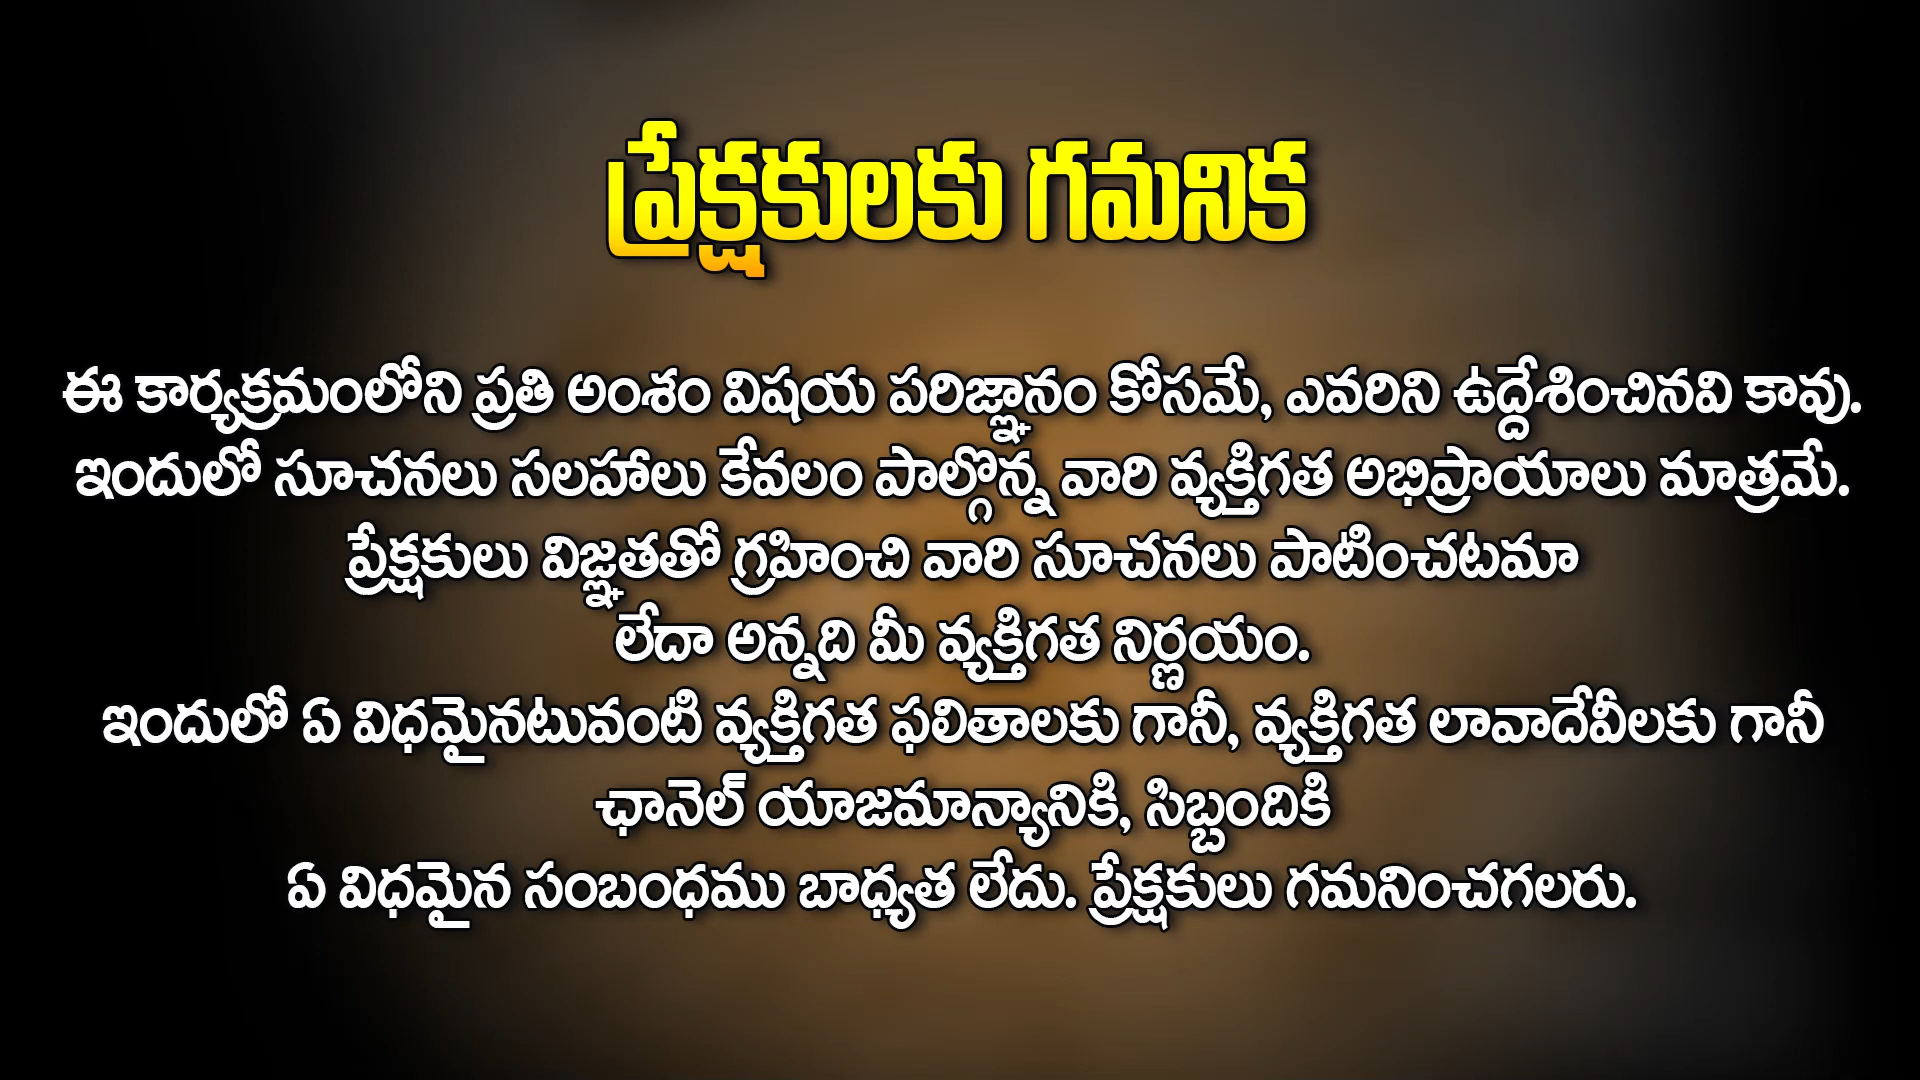 ప్రేక్షకులకు గమనిక
ఈ కార్యక్రమంలోని ప్రతి అంశం విషయ పరిజ్ఞానం కోసమే, ఎవరిని ఉద్దేశించినవి కావు.
ఇందులో సూచనలు సలహాలు కేవలం పాల్గొన్న వారి వ్యక్తిగత అభిప్రాయాలు మాత్రమే.
ప్రేక్షకులు విజ్ఞతతో గ్రహించి వారి సూచనలు పాటించటమా
లేదా అన్నది మీ వ్యక్తిగత నిర్ణయం.
ఇందులో ఏ విధమైనటువంటి వ్యక్తిగత ఫలితాలకు గానీ, వ్యక్తిగత లావాదేవీలకు గానీ
ఛానెల్ యాజమాన్యానికి, సిబ్బందికి
ఏ విధమైన సంబంధము బాధ్యత లేదు. ప్రేక్షకులు గమనించగలరు.